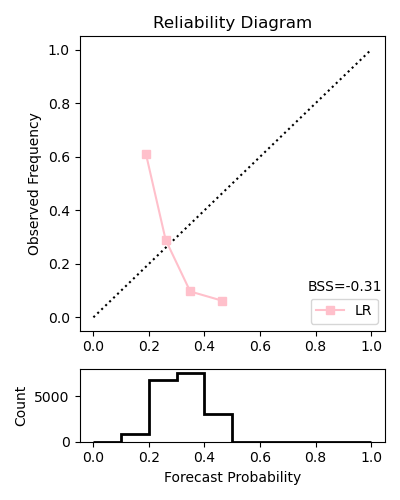 Reliability Diagram
1.0
0.8
0.6
0.4
0.2
0.0
Observed Frequency
BSS=-0.31
LR
0.0 0.2 0.4 0.6 0.8 1.0
5000
0
Count
0.0 0.2 0.4 0.6 0.8 1.0
Forecast Probability